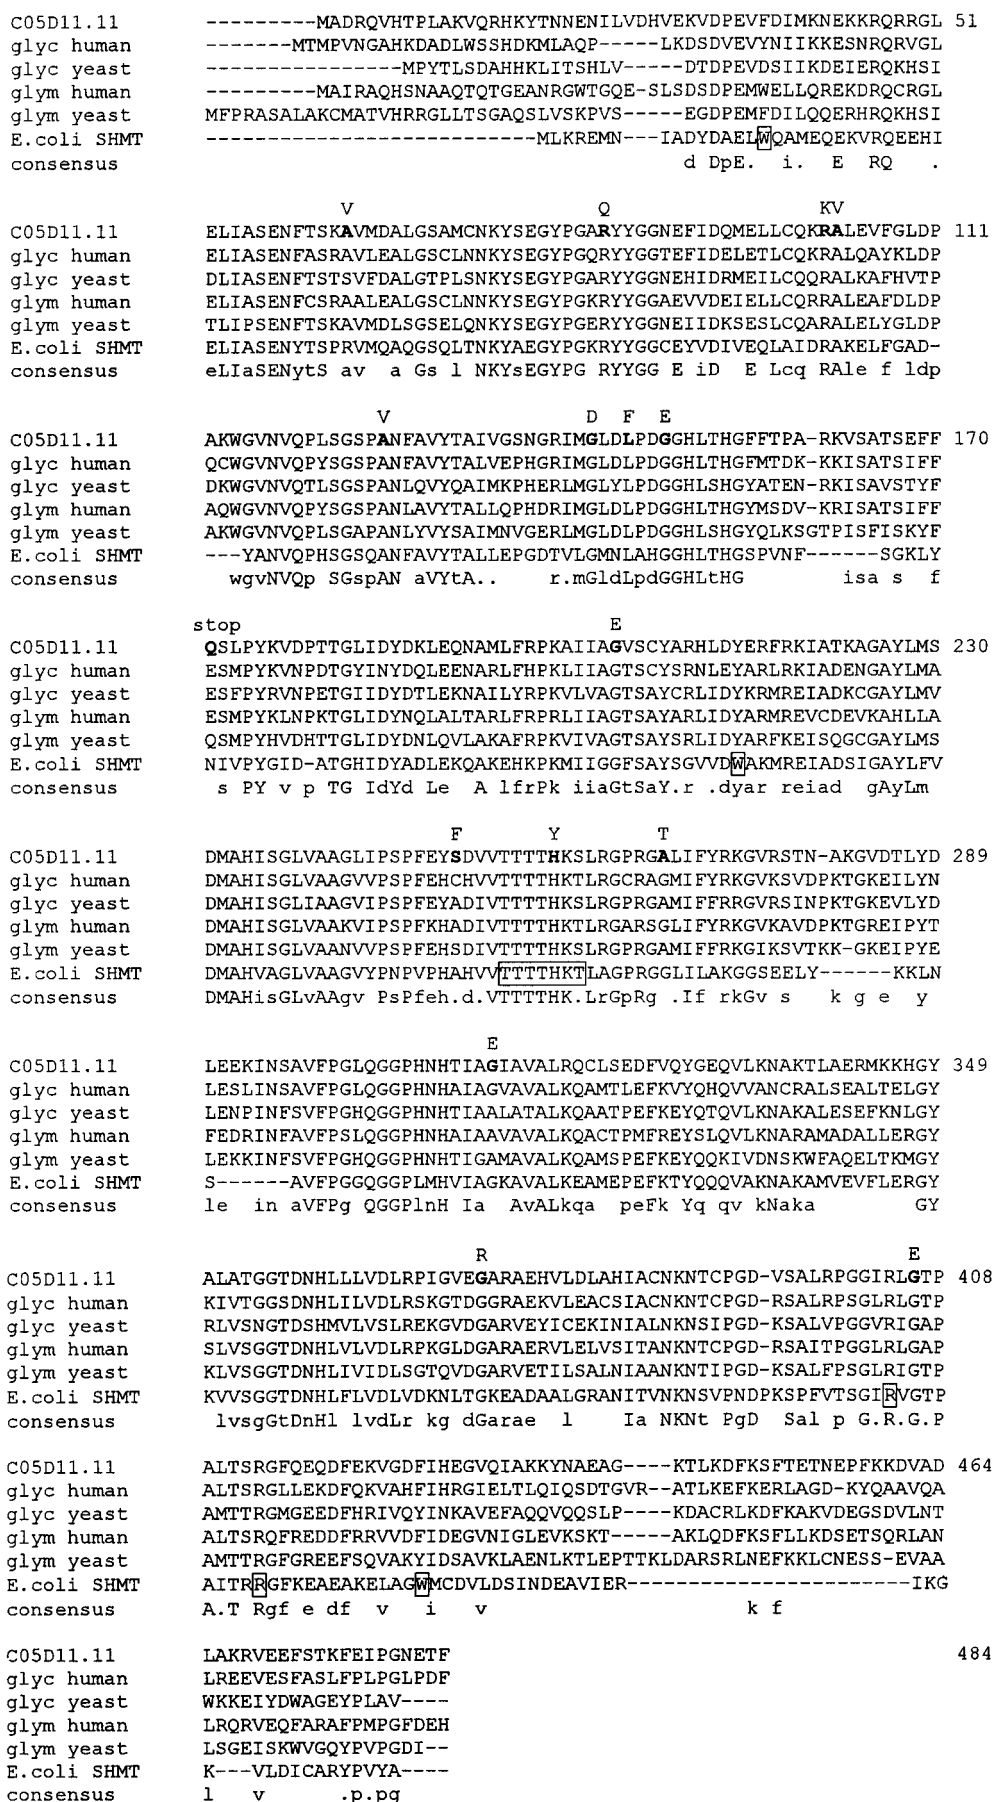 C05D11.11 ---------MADRQVHTPLAKVQRHKYTNNENILVDHVEKVDPEVFDIMKNEKKRQRRGL 51
glyc human -------MTMPVNGAHKDADLWSSHDKMLAQP-----LKDSDVEVYNIIKKESNRQRVGL
glyc yeast ----------------MPYTLSDAHHKLITSHLV-----DTDPEVDSIIKDEIERQKHSI
glym human ---------MAIRAQHSNAAQTQTGEANRGWTGQE-SLSDSDPEMWELLQREKDRQCRGL
glym yeast MFPRASALAKCMATVHRRGLLTSGAQSLVSKPVS-----EGDPEMFDILQQERHRQKHSI
E.coli SHMT ---------------------------MLKREMN---IADYDAELWQAMEQEKVRQEEHI
consensus d DpE. i. E RQ .
V Q KV
C05D11.11 ELIASENFTSKAVMDALGSAMCNKYSEGYPGARYYGGNEFIDQMELLCQKRALEVFGLDP 111
glyc human ELIASENFASRAVLEALGSCLNNKYSEGYPGQRYYGGTEFIDELETLCQKRALQAYKLDP
glyc yeast DLIASENFTSTSVFDALGTPLSNKYSEGYPGARYYGGNEHIDRMEILCQQRALKAFHVTP
glym human ELIASENFCSRAALEALGSCLNNKYSEGYPGKRYYGGAEVVDEIELLCQRRALEAFDLDP
glym yeast TLIPSENFTSKAVMDLSGSELQNKYSEGYPGERYYGGNEIIDKSESLCQARALELYGLDP
E.coli SHMT ELIASENYTSPRVMQAQGSQLTNKYAEGYPGKRYYGGCEYVDIVEQLAIDRAKELFGAD-
consensus eLIaSENytS av a Gs l NKYsEGYPG RYYGG E iD E Lcq RAle f ldp
V D F E
C05D11.11 AKWGVNVQPLSGSPANFAVYTAIVGSNGRIMGLDLPDGGHLTHGFFTPA-RKVSATSEFF 170
glyc human QCWGVNVQPYSGSPANFAVYTALVEPHGRIMGLDLPDGGHLTHGFMTDK-KKISATSIFF
glyc yeast DKWGVNVQTLSGSPANLQVYQAIMKPHERLMGLYLPDGGHLSHGYATEN-RKISAVSTYF
glym human AQWGVNVQPYSGSPANLAVYTALLQPHDRIMGLDLPDGGHLTHGYMSDV-KRISATSIFF
glym yeast AKWGVNVQPLSGAPANLYVYSAIMNVGERLMGLDLPDGGHLSHGYQLKSGTPISFISKYF
E.coli SHMT ---YANVQPHSGSQANFAVYTALLEPGDTVLGMNLAHGGHLTHGSPVNF------SGKLY
consensus wgvNVQp SGspAN aVYtA.. r.mGldLpdGGHLtHG isa s f
stop E
C05D11.11 QSLPYKVDPTTGLIDYDKLEQNAMLFRPKAIIAGVSCYARHLDYERFRKIATKAGAYLMS 230
glyc human ESMPYKVNPDTGYINYDQLEENARLFHPKLIIAGTSCYSRNLEYARLRKIADENGAYLMA
glyc yeast ESFPYRVNPETGIIDYDTLEKNAILYRPKVLVAGTSAYCRLIDYKRMREIADKCGAYLMV
glym human ESMPYKLNPKTGLIDYNQLALTARLFRPRLIIAGTSAYARLIDYARMREVCDEVKAHLLA
glym yeast QSMPYHVDHTTGLIDYDNLQVLAKAFRPKVIVAGTSAYSRLIDYARFKEISQGCGAYLMS
E.coli SHMT NIVPYGID-ATGHIDYADLEKQAKEHKPKMIIGGFSAYSGVVDWAKMREIADSIGAYLFV
consensus s PY v p TG IdYd Le A lfrPk iiaGtSaY.r .dyar reiad gAyLm
F Y T
C05D11.11 DMAHISGLVAAGLIPSPFEYSDVVTTTTHKSLRGPRGALIFYRKGVRSTN-AKGVDTLYD 289
glyc human DMAHISGLVAAGVVPSPFEHCHVVTTTTHKTLRGCRAGMIFYRKGVKSVDPKTGKEILYN
glyc yeast DMAHISGLIAAGVIPSPFEYADIVTTTTHKSLRGPRGAMIFFRRGVRSINPKTGKEVLYD
glym human DMAHISGLVAAKVIPSPFKHADIVTTTTHKTLRGARSGLIFYRKGVKAVDPKTGREIPYT
glym yeast DMAHISGLVAANVVPSPFEHSDIVTTTTHKSLRGPRGAMIFFRKGIKSVTKK-GKEIPYE
E.coli SHMT DMAHVAGLVAAGVYPNPVPHAHVVTTTTHKTLAGPRGGLILAKGGSEELY------KKLN
consensus DMAHisGLvAAgv PsPfeh.d.VTTTTHK.LrGpRg .If rkGv s k g e y
E
C05D11.11 LEEKINSAVFPGLQGGPHNHTIAGIAVALRQCLSEDFVQYGEQVLKNAKTLAERMKKHGY 349
glyc human LESLINSAVFPGLQGGPHNHAIAGVAVALKQAMTLEFKVYQHQVVANCRALSEALTELGY
glyc yeast LENPINFSVFPGHQGGPHNHTIAALATALKQAATPEFKEYQTQVLKNAKALESEFKNLGY
glym human FEDRINFAVFPSLQGGPHNHAIAAVAVALKQACTPMFREYSLQVLKNARAMADALLERGY
glym yeast LEKKINFSVFPGHQGGPHNHTIGAMAVALKQAMSPEFKEYQQKIVDNSKWFAQELTKMGY
E.coli SHMT S------AVFPGGQGGPLMHVIAGKAVALKEAMEPEFKTYQQQVAKNAKAMVEVFLERGY
consensus le in aVFPg QGGPlnH Ia AvALkqa peFk Yq qv kNaka GY
R E
C05D11.11 ALATGGTDNHLLLVDLRPIGVEGARAEHVLDLAHIACNKNTCPGD-VSALRPGGIRLGTP 408
glyc human KIVTGGSDNHLILVDLRSKGTDGGRAEKVLEACSIACNKNTCPGD-RSALRPSGLRLGTP
glyc yeast RLVSNGTDSHMVLVSLREKGVDGARVEYICEKINIALNKNSIPGD-KSALVPGGVRIGAP
glym human SLVSGGTDNHLVLVDLRPKGLDGARAERVLELVSITANKNTCPGD-RSAITPGGLRLGAP
glym yeast KLVSGGTDNHLIVIDLSGTQVDGARVETILSALNIAANKNTIPGD-KSALFPSGLRIGTP
E.coli SHMT KVVSGGTDNHLFLVDLVDKNLTGKEADAALGRANITVNKNSVPNDPKSPFVTSGIRVGTP
consensus lvsgGtDnHl lvdLr kg dGarae l Ia NKNt PgD Sal p G.R.G.P
C05D11.11 ALTSRGFQEQDFEKVGDFIHEGVQIAKKYNAEAG----KTLKDFKSFTETNEPFKKDVAD 464
glyc human ALTSRGLLEKDFQKVAHFIHRGIELTLQIQSDTGVR--ATLKEFKERLAGD-KYQAAVQA
glyc yeast AMTTRGMGEEDFHRIVQYINKAVEFAQQVQQSLP----KDACRLKDFKAKVDEGSDVLNT
glym human ALTSRQFREDDFRRVVDFIDEGVNIGLEVKSKT-----AKLQDFKSFLLKDSETSQRLAN
glym yeast AMTTRGFGREEFSQVAKYIDSAVKLAENLKTLEPTTKLDARSRLNEFKKLCNESS-EVAA
E.coli SHMT AITRRGFKEAEAKELAGWMCDVLDSINDEAVIER-----------------------IKG
consensus A.T Rgf e df v i v k f
C05D11.11 LAKRVEEFSTKFEIPGNETF 484
glyc human LREEVESFASLFPLPGLPDF
glyc yeast WKKEIYDWAGEYPLAV----
glym human LRQRVEQFARAFPMPGFDEH
glym yeast LSGEISKWVGQYPVPGDI--
E.coli SHMT K---VLDICARYPVYA----
consensus l v .p.pg